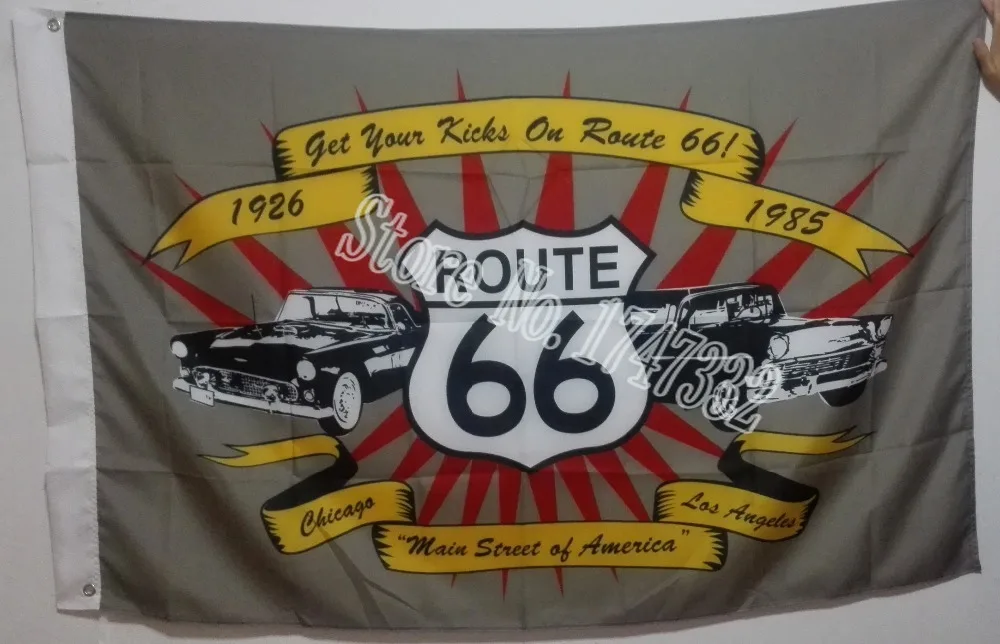 Get Your Kicks On Route 66!
1926
1985
Store No. 1747332
ROUTE
66
Chicago
Los Angeles
"Main Street of America"